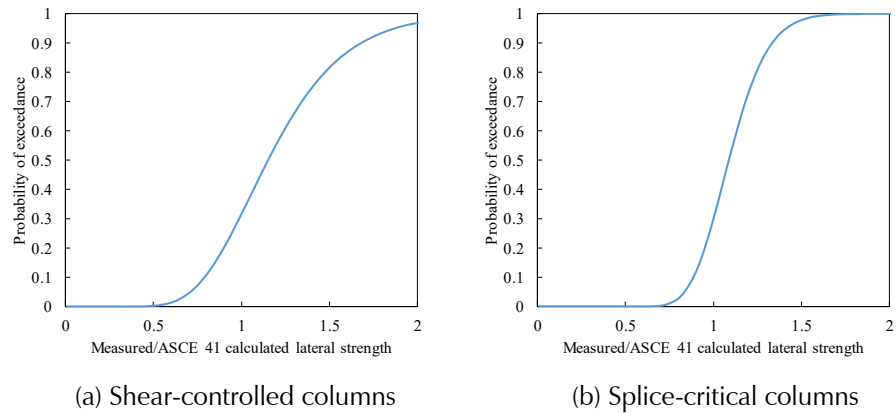 1
0.9
0.8
0.7
0.6
0.5
0.4
0.3
0.2
0.1
0
Probability of exceedance
0 0.5 1 1.5 2
Measured/ASCE 41 calculated lateral strength
(a) Shear-controlled columns
1
0.9
0.8
0.7
0.6
0.5
0.4
0.3
0.2
0.1
0
Probability of exceedance
0 0.5 1 1.5 2
Measured/ASCE 41 calculated lateral strength
(b) Splice-critical columns